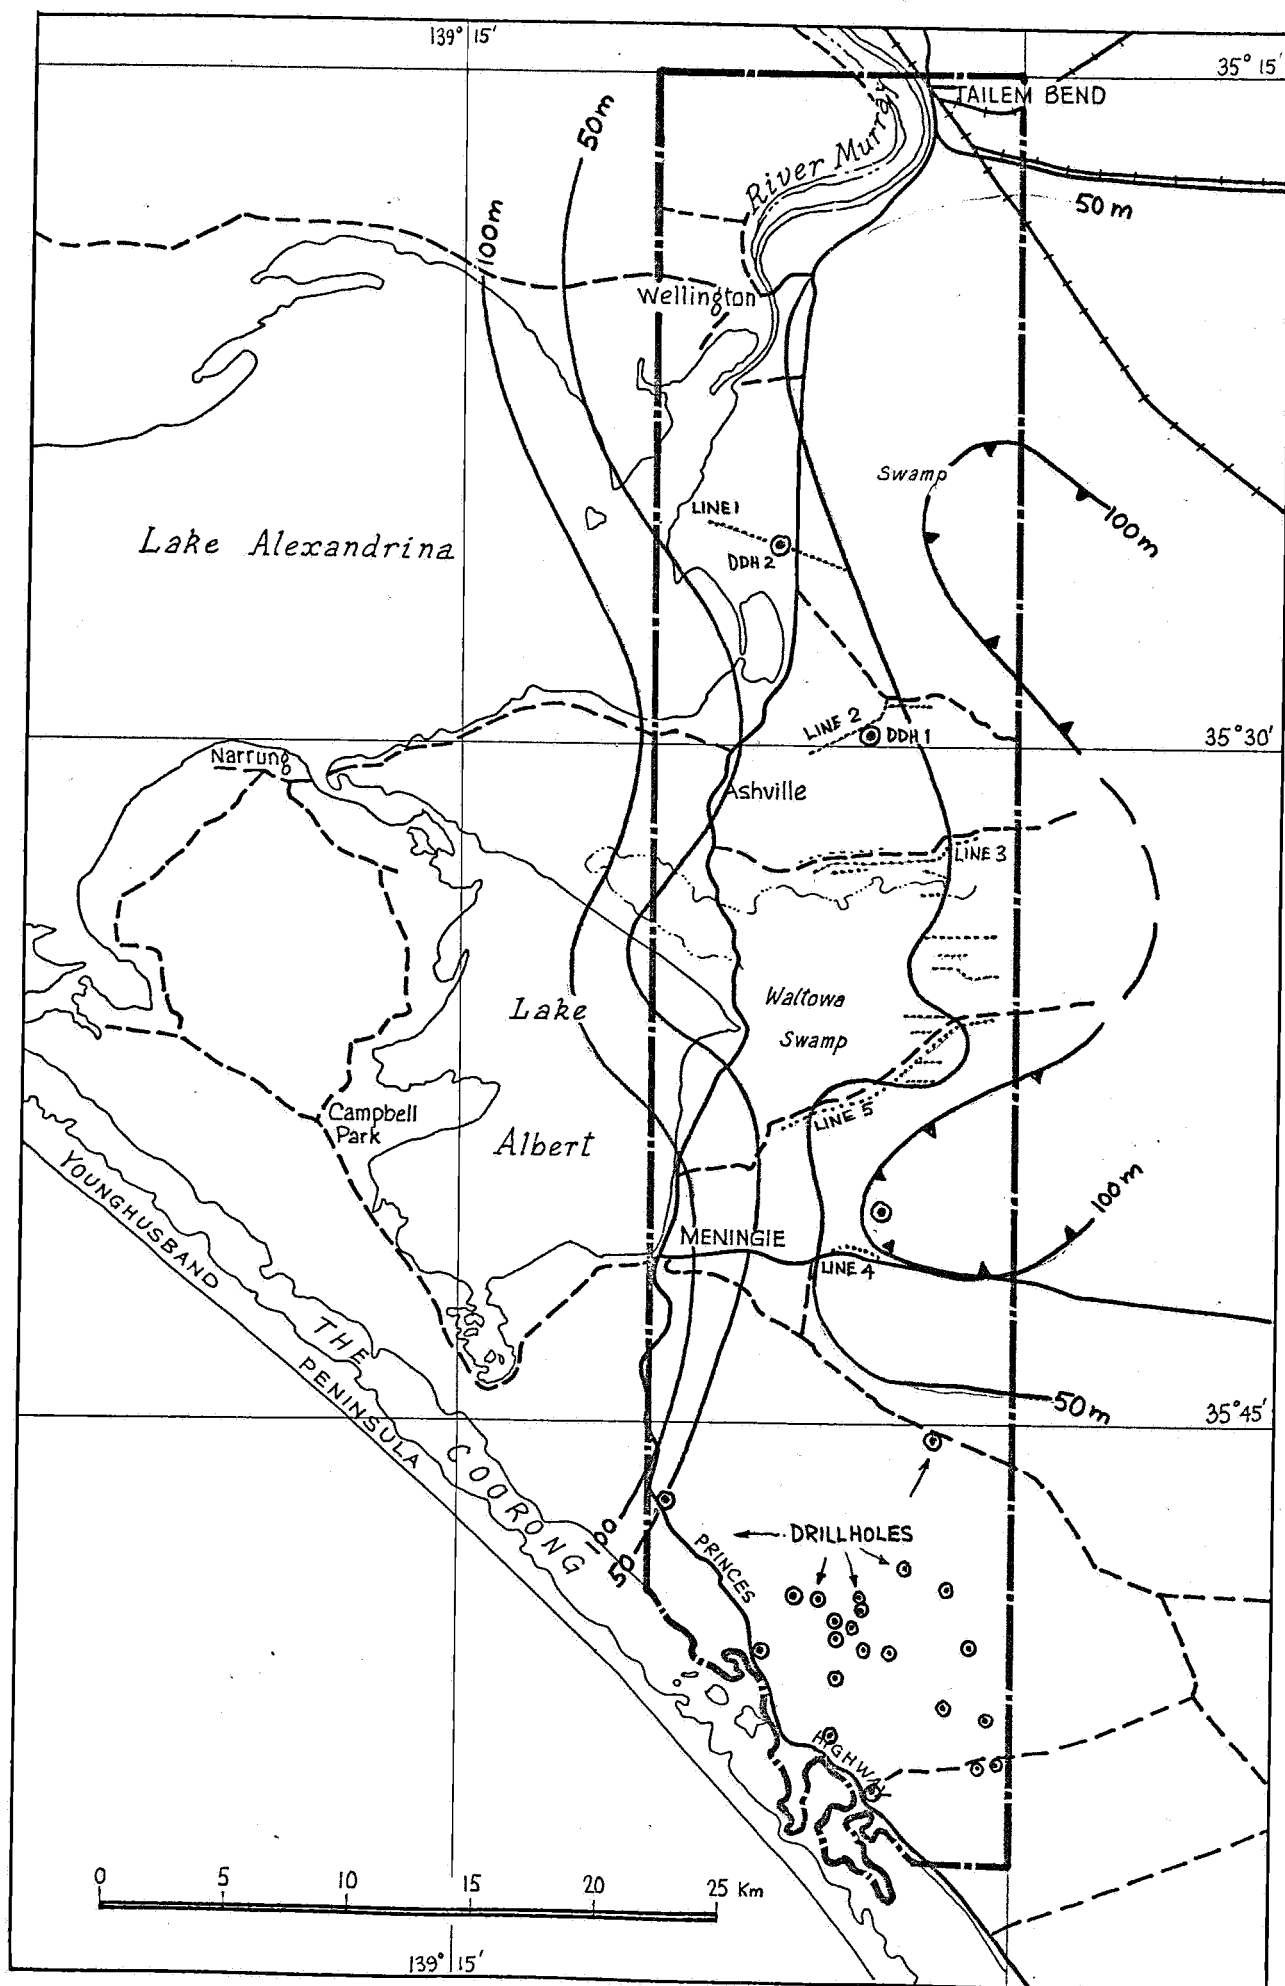 139° 15'
35° 15'
TAILEM BEND
50m
River Murray
50m
100m
Wellington
Swamp
100m
LINE 1
DDH 2
Lake Alexandrina
LINE 2
DDH 1
35° 30'
Narrung
Ashville
LINE 3
Lake
Waltowa
Swamp
Campbell
Park
LINE 5
Albert
100m
YOUNGHUSBAND
PENINSULA
MENINGIE
LINE 4
THE
COORONG
50m
35° 45'
100
50
DRILLHOLES
PRINCES
HIGHWAY
0 5 10 15 20 25 Km
139° 15'